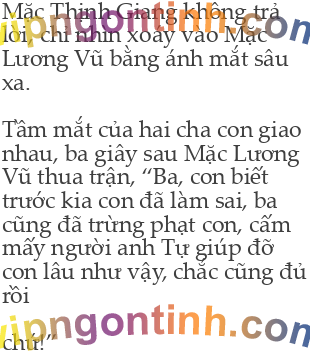 Mặc Thịnh Giang không trả
lời, chỉ nhìn xoáy vào Mặc
vipngontinh.com
Lương Vũ bằng ánh mắt sâu
xa.
Tầm mắt của hai cha con giao
nhau, ba giây sau Mặc Lương
Vũ thua trận, “Ba, con biết
trước kia con đã làm sai, ba
cũng đã trừng phạt con, cấm
mấy người anh Tự giúp đỡ
con lâu như vậy, chắc cũng đủ
rồi
vipngontinh.com
chứ!”